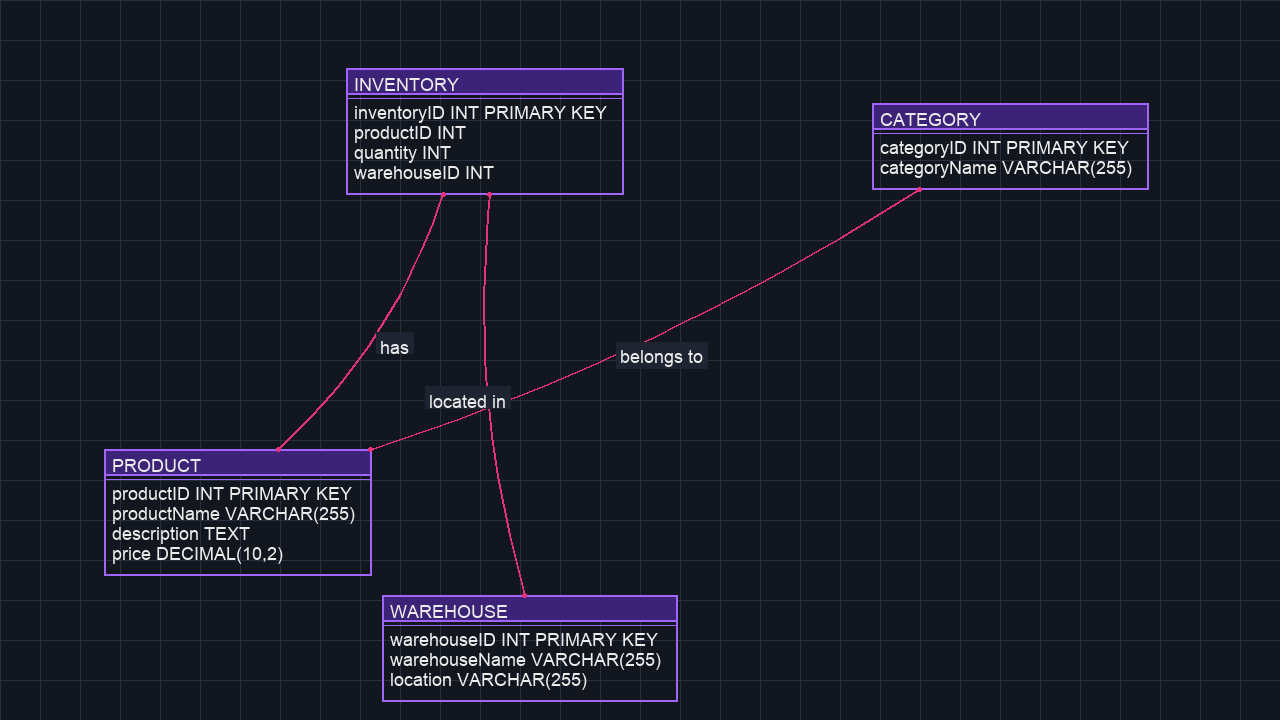 INVENTORY
inventoryID INT PRIMARY KEY
productID INT
quantity INT
warehouseID INT
CATEGORY
categoryID INT PRIMARY KEY
categoryName VARCHAR(255)
has
belongs to
located in
PRODUCT
productID INT PRIMARY KEY
productName VARCHAR(255)
description TEXT
price DECIMAL(10,2)
WAREHOUSE
warehouseID INT PRIMARY KEY
warehouseName VARCHAR(255)
location VARCHAR(255)